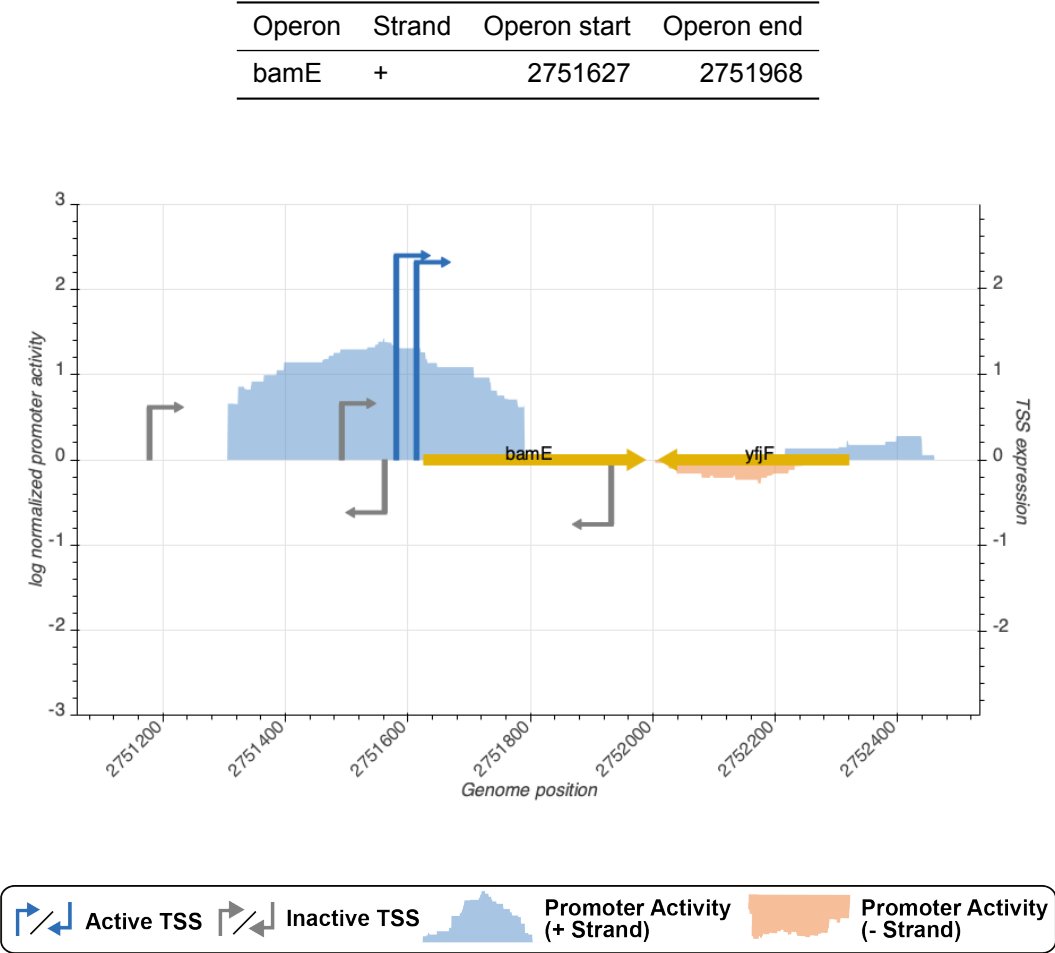 Operon Strand Operon start Operon end
bamE + 2751627 2751968
3
2
1
0
-1
-2
-3
log normalized promoter activity
bamE
yfjF
2
1
0
-1
-2
TSS expression
2751200 2751400 2751600 2751800 2752000 2752200 2752400
Genome position
Active TSS
Inactive TSS
Promoter Activity
(+ Strand)
Promoter Activity
(- Strand)